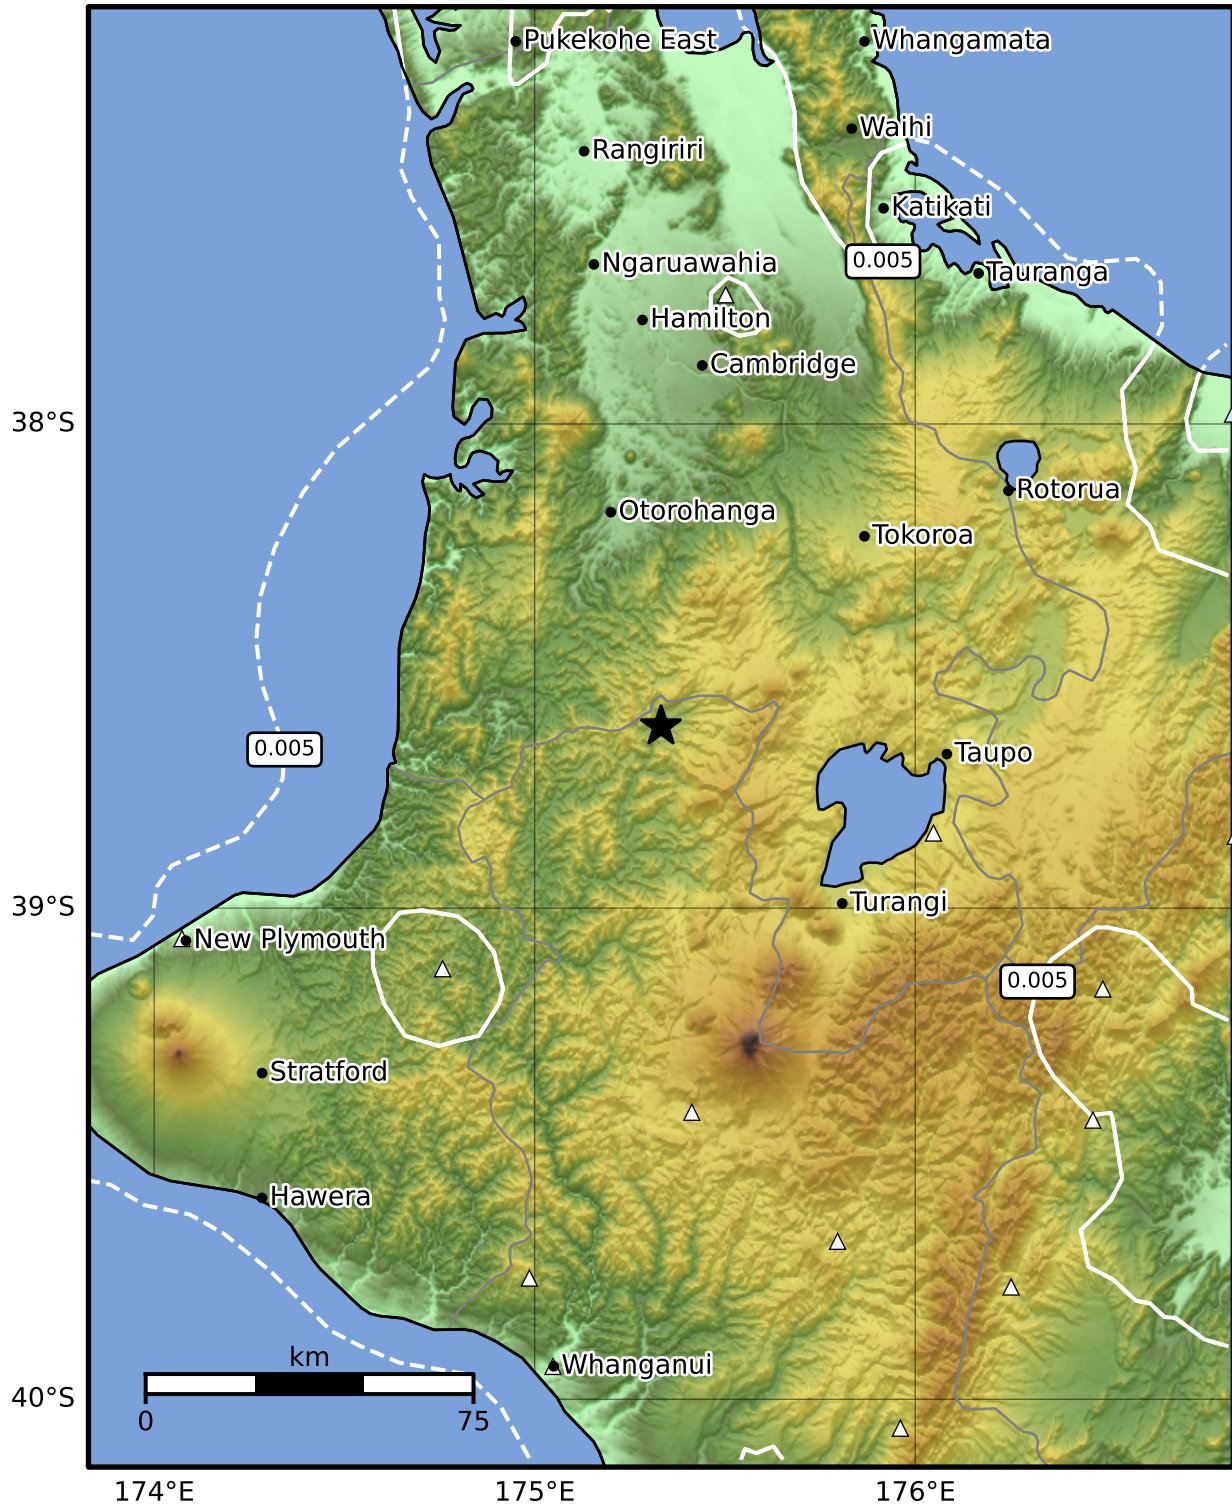 Pukekohe East
Whangamata
Waihi
Rangiriri
Katikati
Ngaruawahia
0.005
Tauranga
Hamilton
Cambridge
38°S
Rotorua
Otorohanga
Tokoroa
0.005
Taupo
39°S
Turangi
New Plymouth
0.005
Stratford
Hawera
km
Whanganui
40°S
0
75
174°E
175°E
176°E